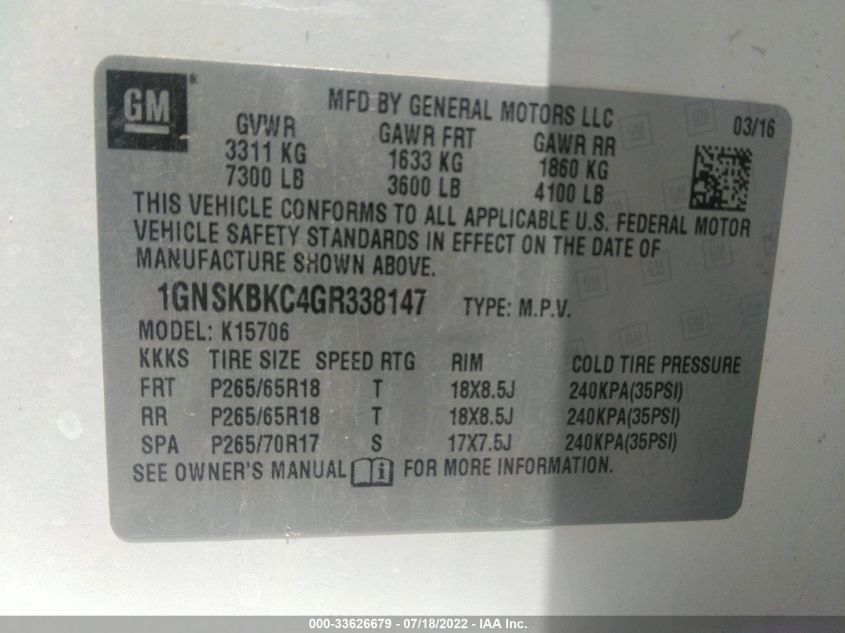 GM®
MFD BY GENERAL MOTORS LLC
03/16
GVWR GAWR FRT GAWR RR
3311 KG 1633 KG 1860 KG
7300 LB 3600 LB 4100 LB
THIS VEHICLE CONFORMS TO ALL APPLICABLE U.S. FEDERAL MOTOR
VEHICLE SAFETY STANDARDS IN EFFECT ON THE DATE OF
MANUFACTURE SHOWN ABOVE.
1GNSKBKC4GR338147 TYPE: M.P.V.
MODEL: K15706
KKKS TIRE SIZE SPEED RTG RIM COLD TIRE PRESSURE
FRT P265/65R18 T 18X8.5J 240KPA(35PSI)
RR P265/65R18 T 18X8.5J 240KPA(35PSI)
SPA P265/70R17 S 17X7.5J 240KPA(35PSI)
SEE OWNER'S MANUAL i FOR MORE INFORMATION.
000-33626679 - 07/18/2022 - IAA Inc.